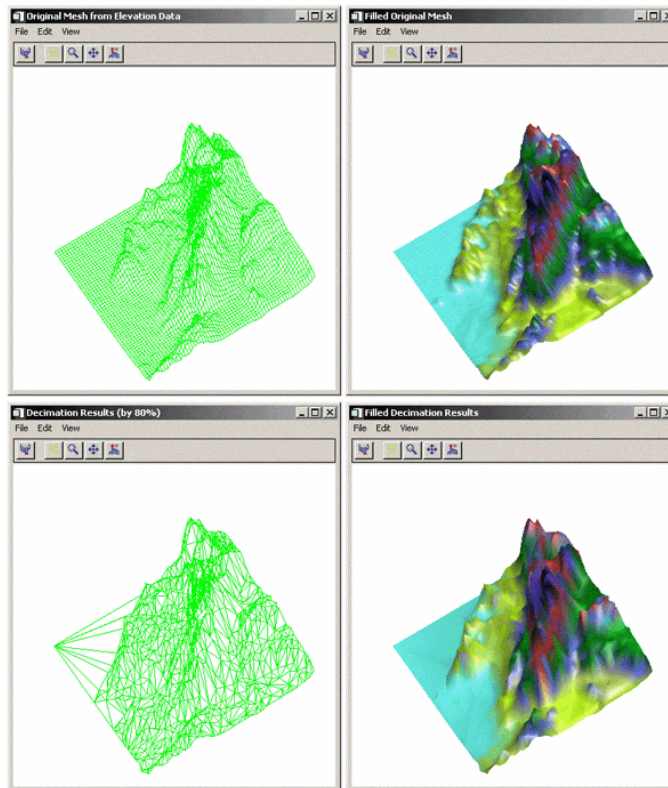 Original Mesh from Elevation Data
File Edit View
Filled Original Mesh
File Edit View
Decimation Results (by 80%)
File Edit View
Filled Decimation Results
File Edit View